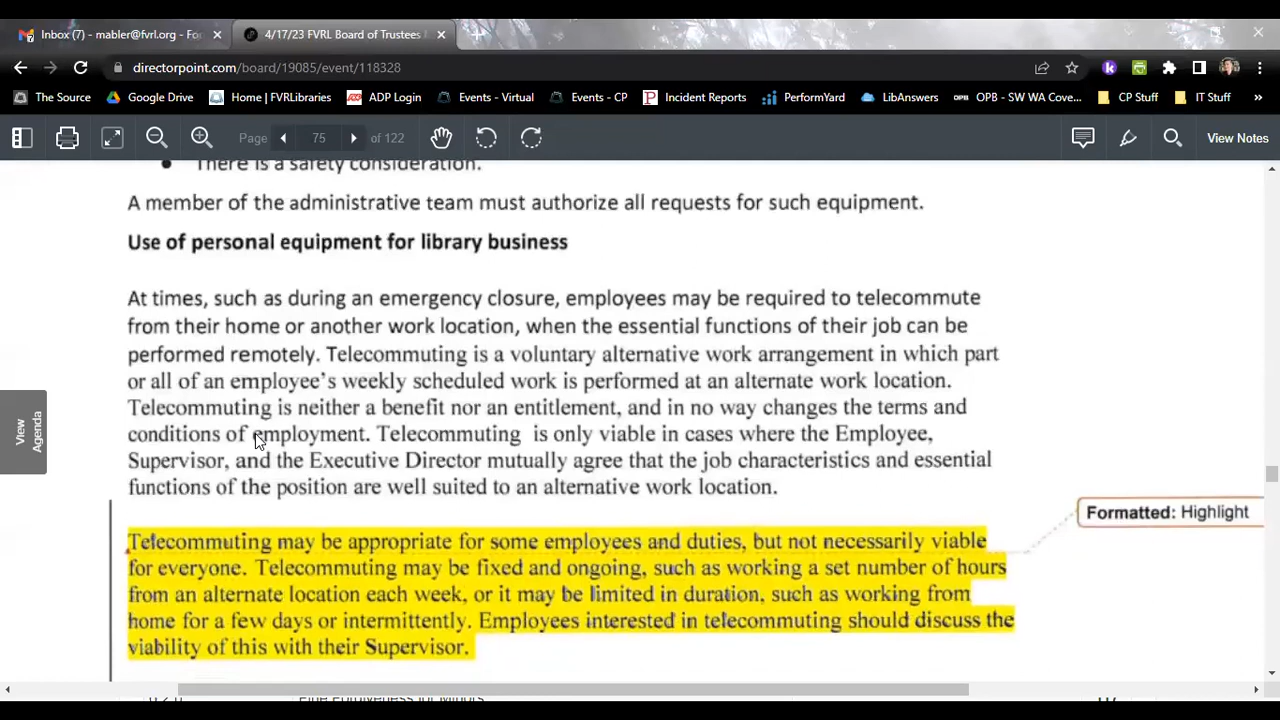 Inbox (7) - mabler@fvrl.org - Fo
4/17/23 FVRL Board of Trustees
directorpoint.com/board/19085/event/118328
The Source
Google Drive
Home | FVRLibraries
ADP Login
Events - Virtual
Events - CP
Incident Reports
PerformYard
LibAnswers
OPB - SW WA Cove...
CP Stuff
IT Stuff
»
Page 75 of 122
View Notes
There is a safety consideration.
A member of the administrative team must authorize all requests for such equipment.
Use of personal equipment for library business
At times, such as during an emergency closure, employees may be required to telecommute
from their home or another work location, when the essential functions of their job can be
performed remotely. Telecommuting is a voluntary alternative work arrangement in which part
or all of an employee's weekly scheduled work is performed at an alternate work location.
Telecommuting is neither a benefit nor an entitlement, and in no way changes the terms and
conditions of employment. Telecommuting is only viable in cases where the Employee,
Supervisor, and the Executive Director mutually agree that the job characteristics and essential
functions of the position are well suited to an alternative work location.
View Agenda
Formatted: Highlight
Telecommuting may be appropriate for some employees and duties, but not necessarily viable
for everyone. Telecommuting may be fixed and ongoing, such as working a set number of hours
from an alternate location each week, or it may be limited in duration, such as working from
home for a few days or intermittently. Employees interested in telecommuting should discuss the
viability of this with their Supervisor.